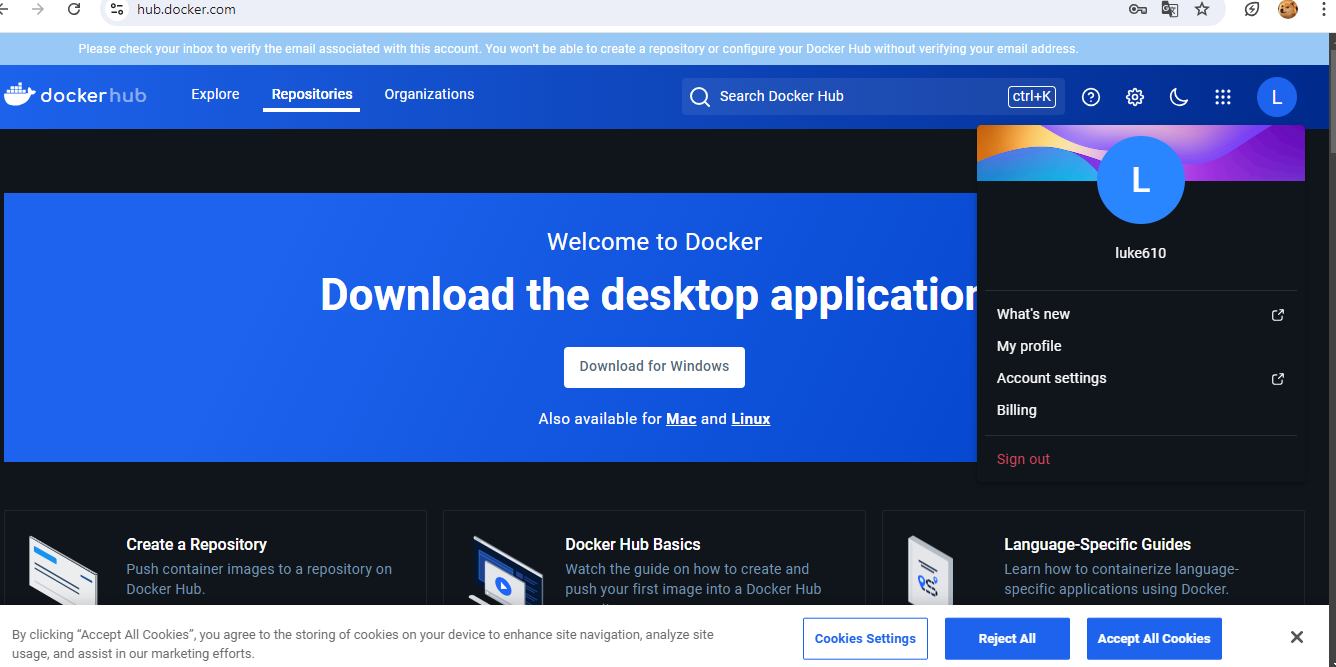 hub.docker.com
Please check your inbox to verify the email associated with this account. You won't be able to create a repository or configure your Docker Hub without verifying your email address.
dockerhub
Explore
Repositories
Organizations
Search Docker Hub
ctrl+K
L
L
luke610
What's new
My profile
Account settings
Billing
Sign out
Welcome to Docker
Download the desktop application
Download for Windows
Also available for Mac and Linux
Create a Repository
Push container images to a repository on
Docker Hub.
Docker Hub Basics
Watch the guide on how to create and
push your first image into a Docker Hub
Language-Specific Guides
Learn how to containerize language-
specific applications using Docker.
By clicking “Accept All Cookies”, you agree to the storing of cookies on your device to enhance site navigation, analyze site
usage, and assist in our marketing efforts.
Cookies Settings
Reject All
Accept All Cookies